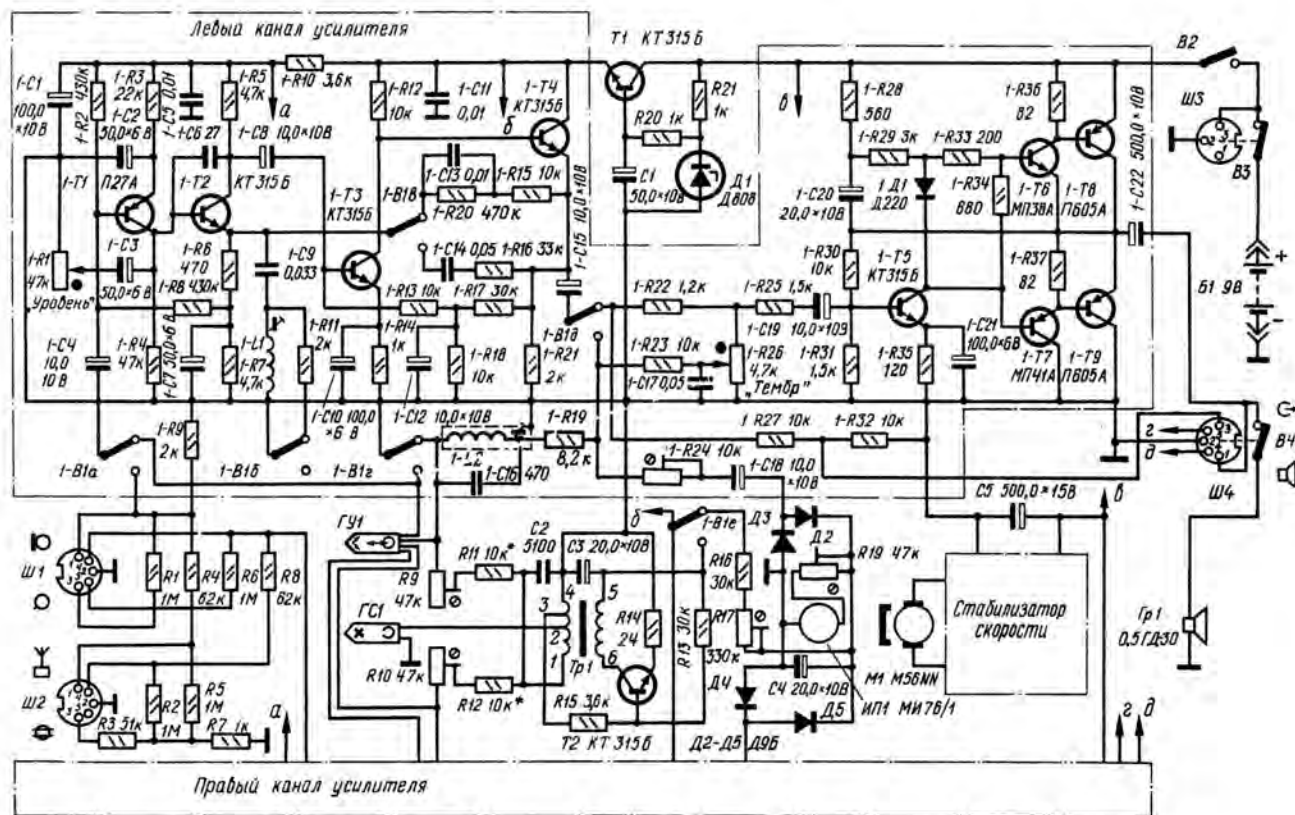 Левый канал усилителя
Т1 КТ315Б
В2
1-С1
100,0
×10В
1-R2 430к
1-R3
22к
1-С2
50,0×6В
1-С5 0,01
1-R5
4,7к
а
1-R10 3,6к
1-R12
10к
1-С11
0,01
б
1-Т4
КТ315Б
1-С6 27
1-С8 10,0×10В
1-Т1
П27А
1-Т2
КТ315Б
1-Т3
КТ315Б
1-С13 0,01
1-R15 10к
1-R20 470к
1-В1в
1-С14 0,05
1-R16 33к
1-С15 10,0×10В
R20 1к
R21
1к
С1
50,0×10В
Д1
Д808
в
1-R28
560
1-R29 3к
1-R33 200
1-R36
82
1-С20
20,0×10В
1Д1
Д220
1-R34
680
1-Т6
МП38А
1-Т8
П605А
1-С22 500,0×10В
Ш3
2
3
В3
1-R1
47к
"Уровень"
1-С3
50,0×6В
1-R6
470
1-R8 430к
1-С9
0,033
1-R13 10к
1-R17 30к
1-R22 1,2к
1-R25 1,5к
1-R30
10к
1-Т5
КТ315Б
1-R37
82
Б1 9В
+
−
1-С4
10,0
10В
1-R4
47к
1-С7 50,0×6В
1-L1
1-R7
4,7к
1-R11
2к
1-R14
1к
1-R18
10к
1-В1д
1-R21
2к
1-R23 10к
1-С19
10,0×10В
1-R26
4,7к
"Тембр"
1-С17 0,05
1-R31
1,5к
1-R35
120
1-С21
100,0×6В
1-Т7
МП41А
1-Т9
П605А
1-С10 100,0
×6В
1-С12
10,0×10В
1-R9
2к
1-В1а
1-В1б
1-В1г
1-L2
1-R19
8,2к
1-С16 470
1-R27 10к
1-R32 10к
1-R24 10к
1-С18 10,0
×10В
г
д
Ш4
В4
С5 500,0×15В
в
Ш1
R1
1М
R4
62к
R6
1М
R8
62к
ГУ1
ГС1
R9
47к
R10 47к
R11 10к*
R12 10к*
С2
5100
С3 20,0×10В
4
3
2
1
5
6
Тр1
R14
24
R15 3,6к
Т2 КТ315Б
б
1-В1е
R13 30к
R16
30к
R17
330к
Д3
Д2
R19 47к
Д4
С4 20,0×10В
Д5
ИП1 МИ76/1
Д2-Д5 Д9Б
М1
Стабилизатор
скорости
Гр1
0,5ГД-30
Ш2
R2
1М
R5
1М
R3 51к
R7 1к
а
г
д
Правый канал усилителя